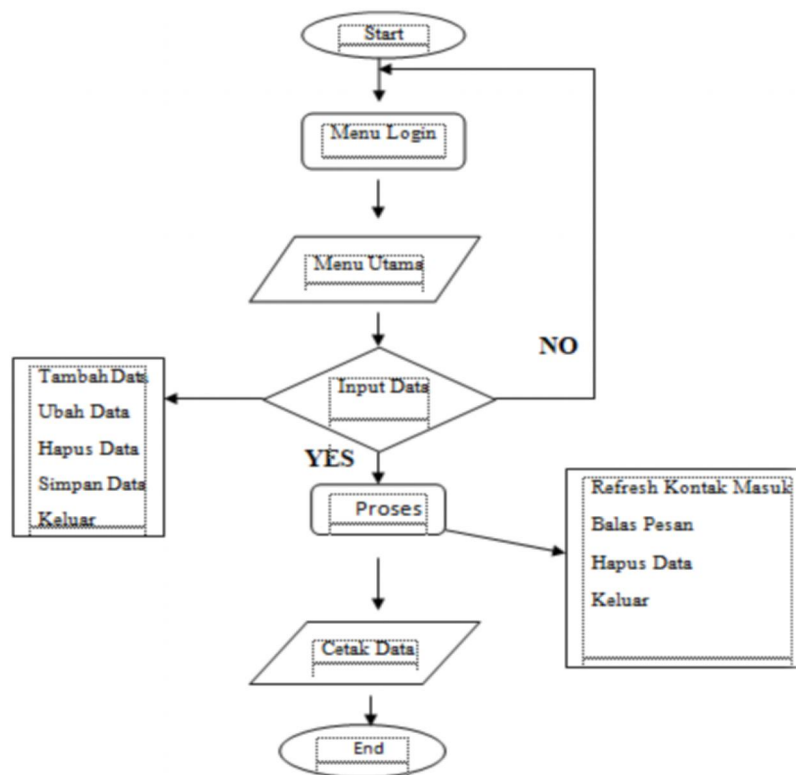 Start
Menu Login
Menu Utama
NO
Input Data
Tambah Data
Ubah Data
Hapus Data
Simpan Data
Keluar
YES
Proses
Refresh Kontak Masuk
Balas Pesan
Hapus Data
Keluar
Cetak Data
End